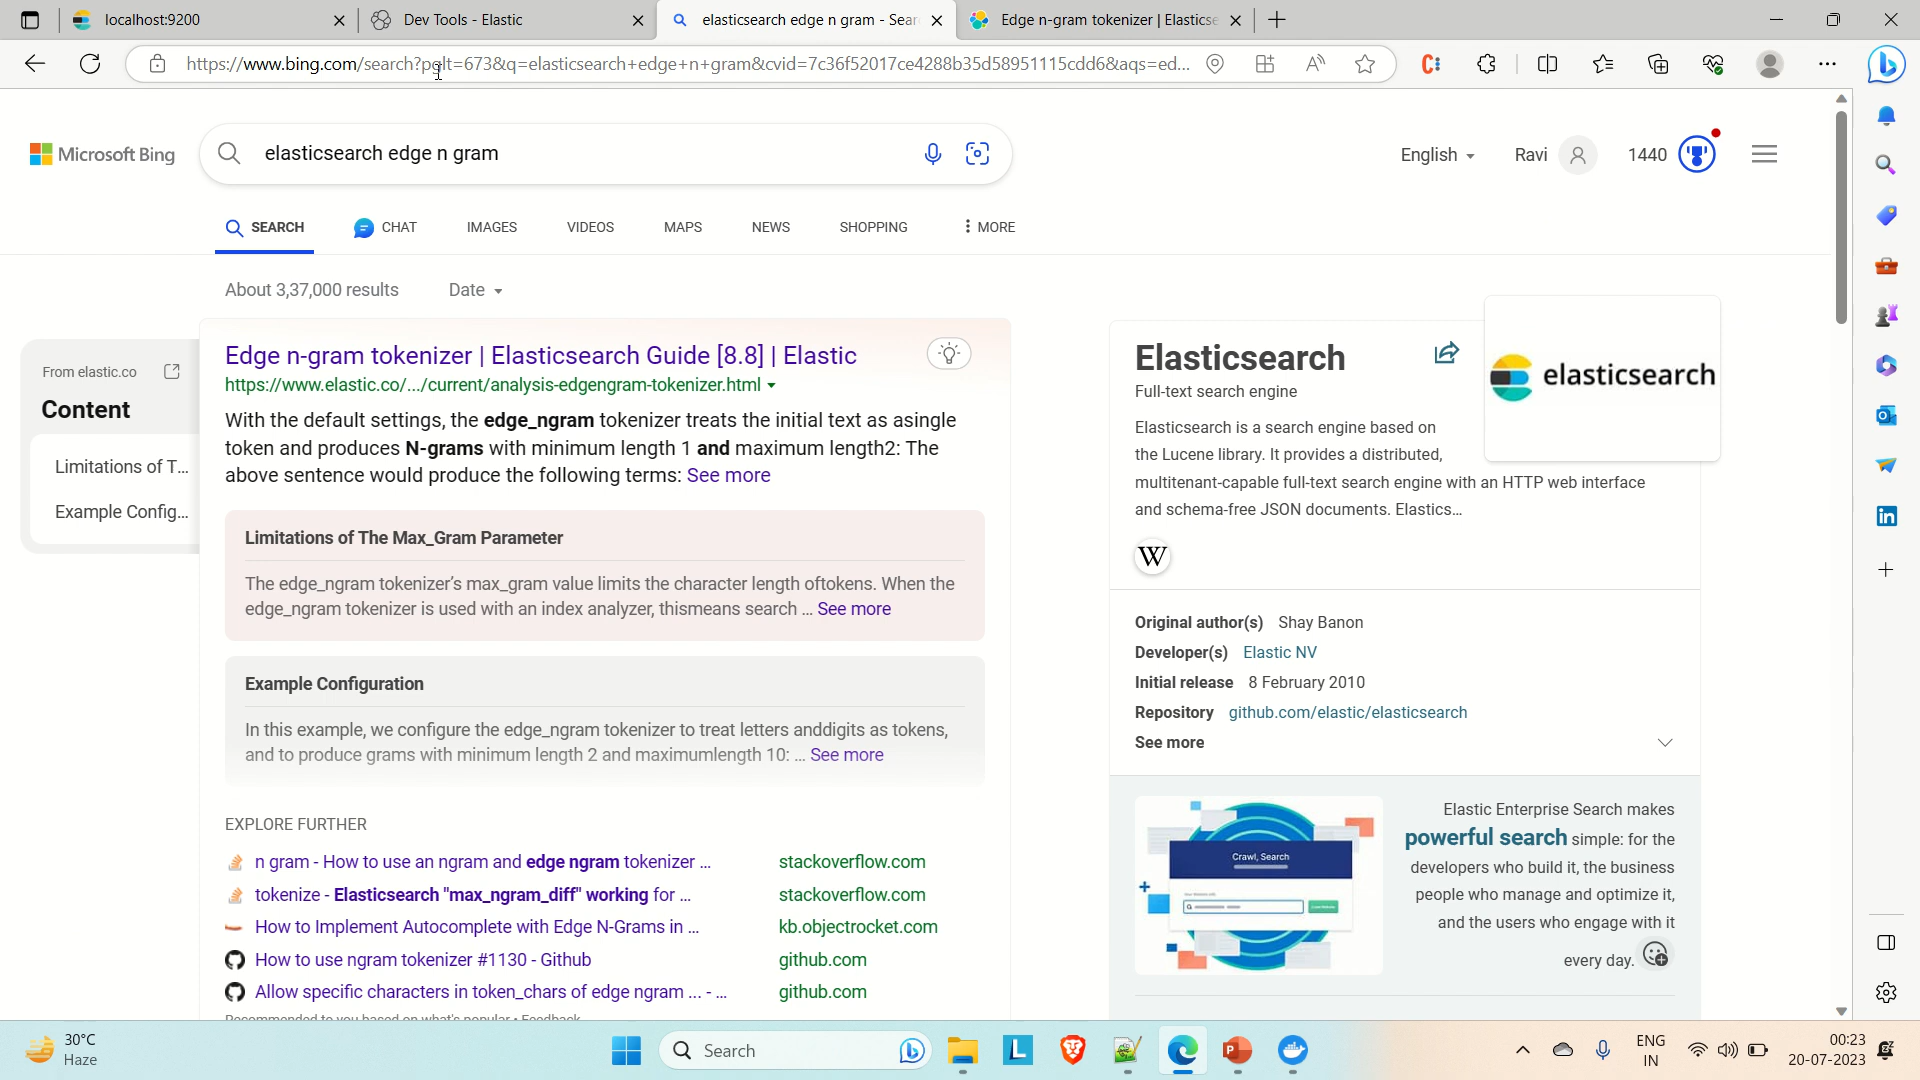 localhost:9200
Dev Tools - Elastic
elasticsearch edge n gram - Sear
Edge n-gram tokenizer | Elasticse
https://www.bing.com/search?pglt=673&q=elasticsearch+edge+n+gram&cvid=7c36f52017ce4288b35d58951115cdd6&aqs=ed...
Microsoft Bing
elasticsearch edge n gram
English
Ravi
1440
SEARCH
CHAT
IMAGES
VIDEOS
MAPS
NEWS
SHOPPING
MORE
About 3,37,000 results
Date
From elastic.co
Content
Limitations of T...
Example Config...
Edge n-gram tokenizer | Elasticsearch Guide [8.8] | Elastic
https://www.elastic.co/.../current/analysis-edgengram-tokenizer.html
With the default settings, the edge_ngram tokenizer treats the initial text as asingle
token and produces N-grams with minimum length 1 and maximum length2: The
above sentence would produce the following terms: See more
Limitations of The Max_Gram Parameter
The edge_ngram tokenizer's max_gram value limits the character length oftokens. When the
edge_ngram tokenizer is used with an index analyzer, thismeans search ... See more
Example Configuration
In this example, we configure the edge_ngram tokenizer to treat letters anddigits as tokens,
and to produce grams with minimum length 2 and maximumlength 10: ... See more
EXPLORE FURTHER
n gram - How to use an ngram and edge ngram tokenizer ... stackoverflow.com
tokenize - Elasticsearch "max_ngram_diff" working for ... stackoverflow.com
How to Implement Autocomplete with Edge N-Grams in ... kb.objectrocket.com
How to use ngram tokenizer #1130 - Github github.com
Allow specific characters in token_chars of edge ngram ... - ... github.com
Recommended to you based on what's popular • Feedback
Elasticsearch
Full-text search engine
elasticsearch
Elasticsearch is a search engine based on
the Lucene library. It provides a distributed,
multitenant-capable full-text search engine with an HTTP web interface
and schema-free JSON documents. Elastics...
W
Original author(s) Shay Banon
Developer(s) Elastic NV
Initial release 8 February 2010
Repository github.com/elastic/elasticsearch
See more
Crawl, Search
Elastic Enterprise Search makes
powerful search simple: for the
developers who build it, the business
people who manage and optimize it,
and the users who engage with it
every day.
30°C
Haze
Search
ENG
IN
00:23
20-07-2023